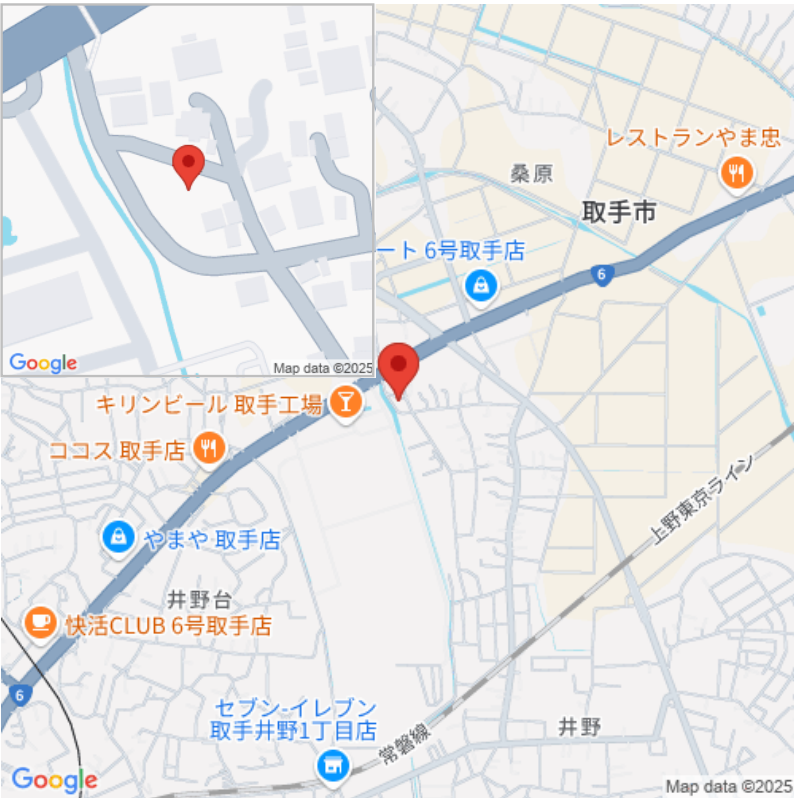 レストランやま忠
桑原
取手市
ート 6号取手店
6
Google
Map data ©2025
キリンビール 取手工場
ココス 取手店
やまや 取手店
上野東京ライン
井野台
快活CLUB 6号取手店
6
セブン-イレブン
取手井野1丁目店
井野
常磐線
Google
Map data ©2025